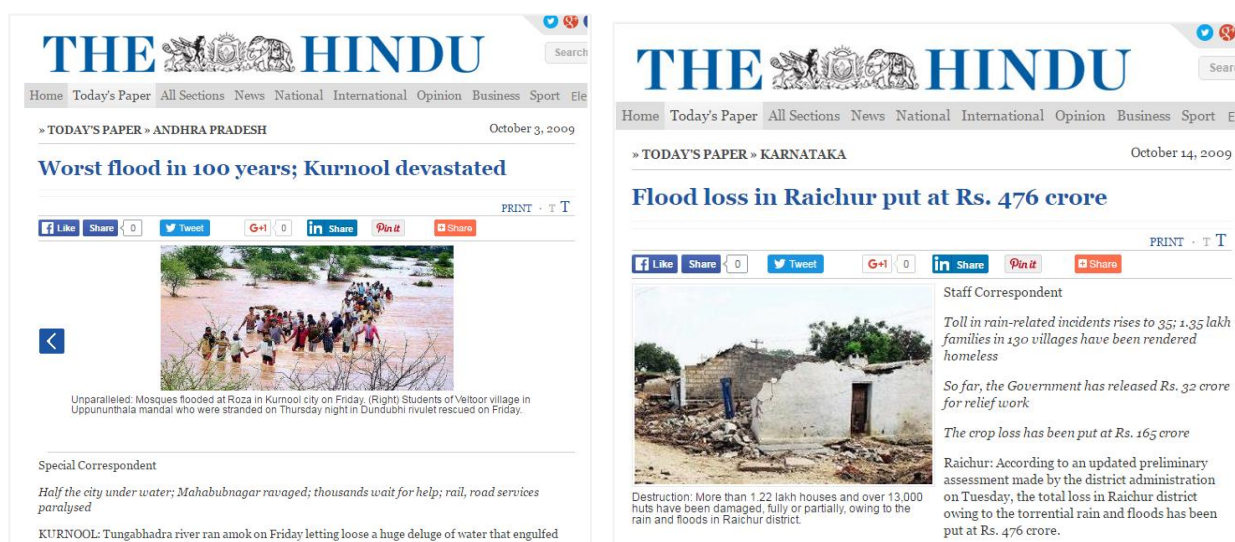 THE HINDU
Search
Home Today's Paper All Sections News National International Opinion Business Sport Ele
» TODAY'S PAPER » ANDHRA PRADESH
October 3, 2009
Worst flood in 100 years; Kurnool devastated
PRINT · T T
Like Share 0 Tweet G+1 0 in Share Pin it Share
Unparalleled: Mosques flooded at Roza in Kurnool city on Friday. (Right) Students of Veltoor village in
Uppununthala mandal who were stranded on Thursday night in Dundubhi rivulet rescued on Friday.
Special Correspondent
Half the city under water; Mahabubnagar ravaged; thousands wait for help; rail, road services
paralysed
KURNOOL: Tungabhadra river ran amok on Friday letting loose a huge deluge of water that engulfed
THE HINDU
Sear
Home Today's Paper All Sections News National International Opinion Business Sport E
» TODAY'S PAPER » KARNATAKA
October 14, 2009
Flood loss in Raichur put at Rs. 476 crore
PRINT · T T
Like Share 0 Tweet G+1 0 in Share Pin it Share
Destruction: More than 1.22 lakh houses and over 13,000
huts have been damaged, fully or partially, owing to the
rain and floods in Raichur district.
Staff Correspondent
Toll in rain-related incidents rises to 35; 1.35 lakh
families in 130 villages have been rendered
homeless
So far, the Government has released Rs. 32 crore
for relief work
The crop loss has been put at Rs. 165 crore
Raichur: According to an updated preliminary
assessment made by the district administration
on Tuesday, the total loss in Raichur district
owing to the torrential rain and floods has been
put at Rs. 476 crore.